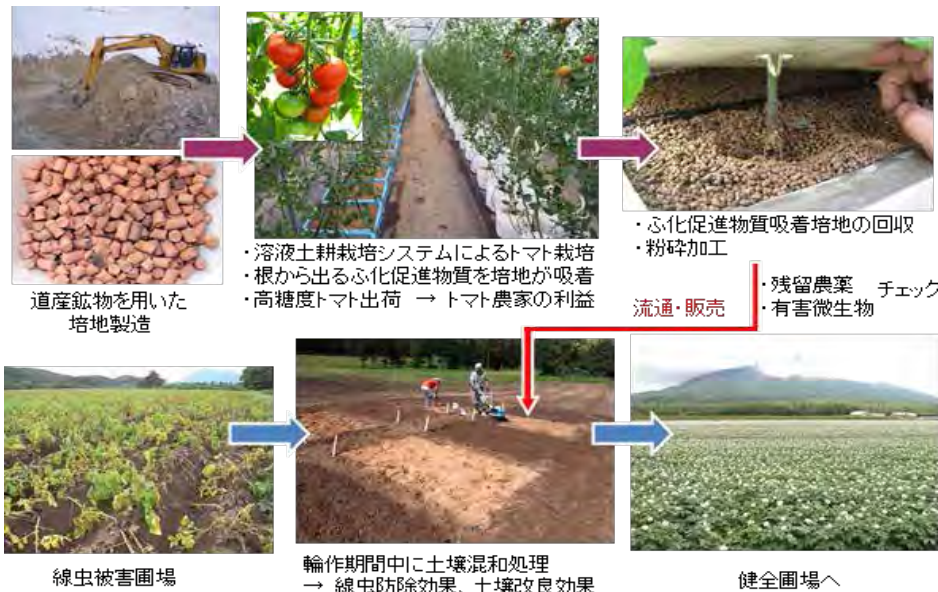 道産鉱物を用いた
培地製造
・溶液土耕栽培システムによるトマト栽培
・根から出るふ化促進物質を培地が吸着
・高糖度トマト出荷 → トマト農家の利益
・ふ化促進物質吸着培地の回収
・粉砕加工
流通・販売
・残留農薬
・有害微生物
チェック
線虫被害圃場
輪作期間中に土壌混和処理
→ 線虫防除効果、土壌改良効果
健全圃場へ